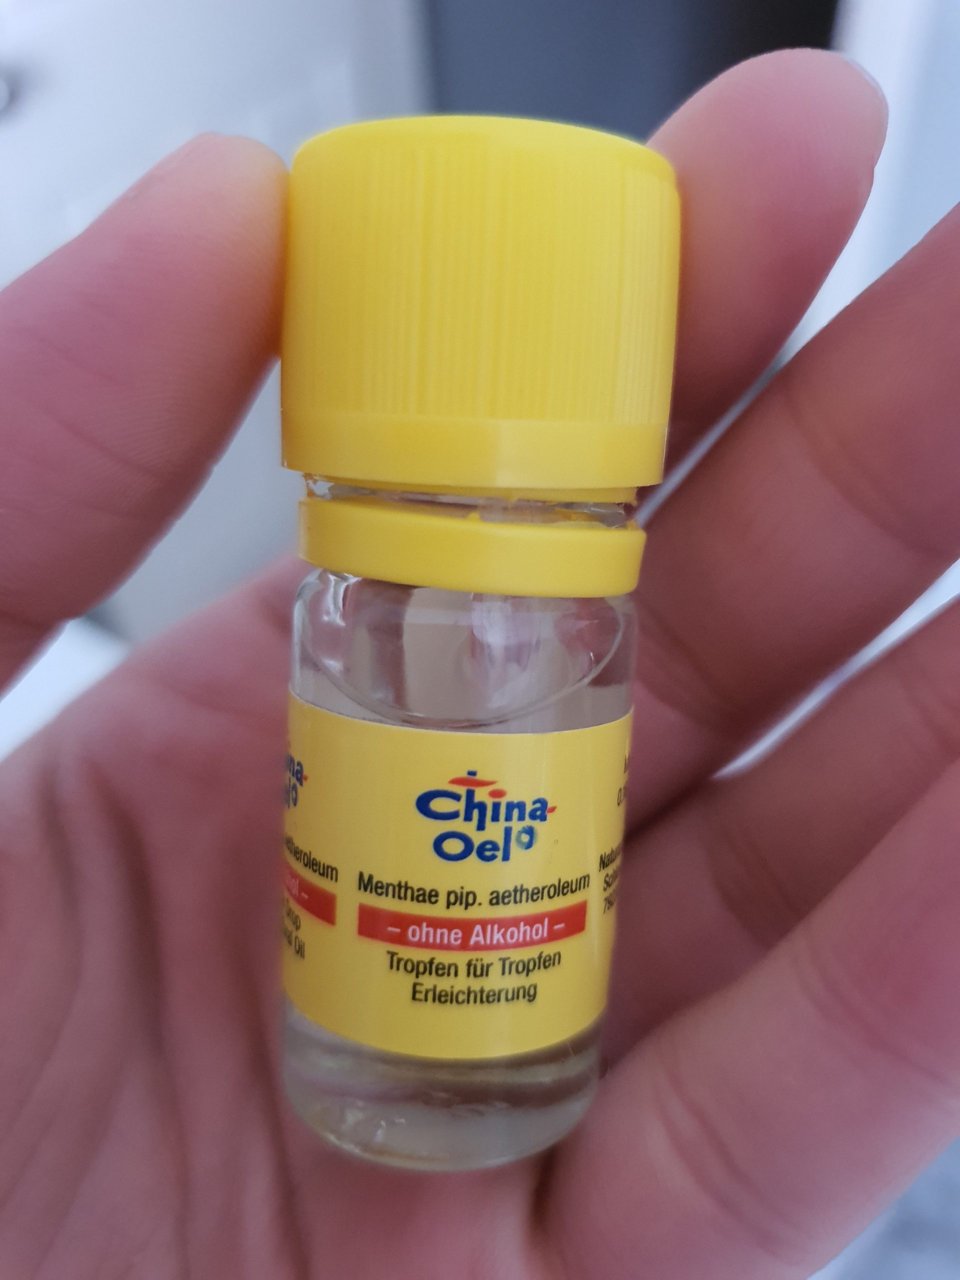 China-
Oel
Menthae pip. aetheroleum
– ohne Alkohol –
Tropfen für Tropfen
Erleichterung